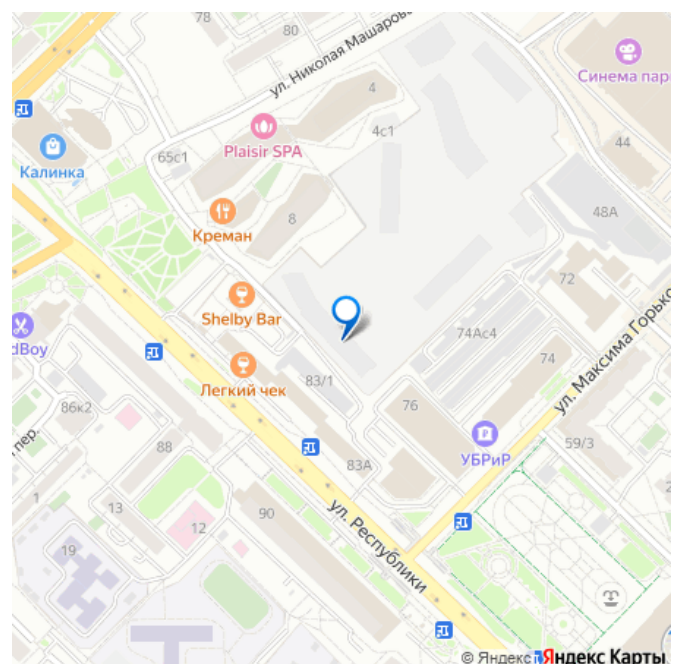 78
80
ул. Николая Машарова
Синема пар
4
4с1
44
Plaisir SPA
65с1
Калинка
48А
8
Креман
72
Shelby Bar
ул. Максима Горько
dBoy
74Ас4
74
Легкий чек
83/1
86к2
76
УБРиР
59/3
пер.
88
83А
1
13
12
90
ул. Республики
19
© Яндекс
Яндекс Карты